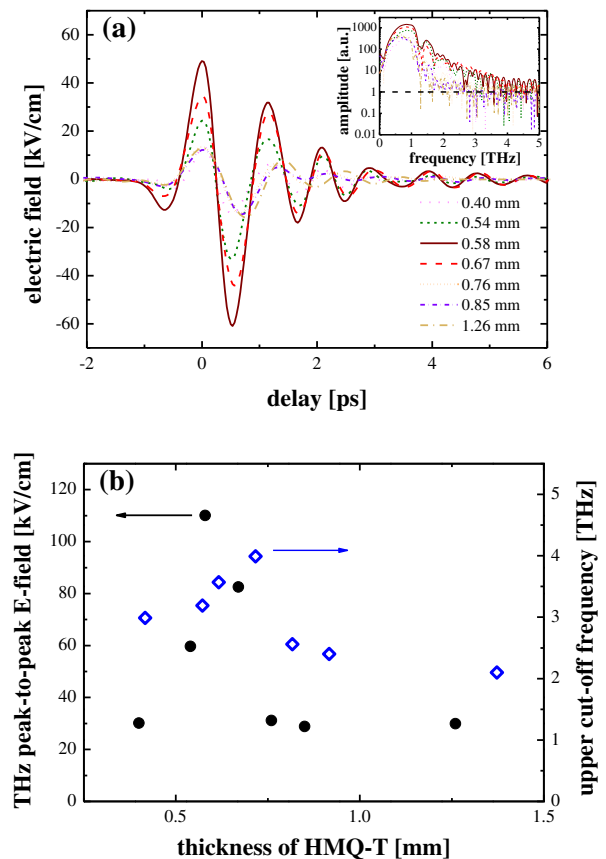 (a)
60
40
20
0
-20
-40
-60
electric field [kV/cm]
-2
0
2
4
6
delay [ps]
1000
100
10
1
0.1
0.01
amplitude [a.u.]
0
1
2
3
4
5
frequency [THz]
0.40 mm
0.54 mm
0.58 mm
0.67 mm
0.76 mm
0.85 mm
1.26 mm
(b)
120
100
80
60
40
20
0
THz peak-to-peak E-field [kV/cm]
5
4
3
2
1
0
upper cut-off frequency [THz]
0.5
1.0
1.5
thickness of HMQ-T [mm]